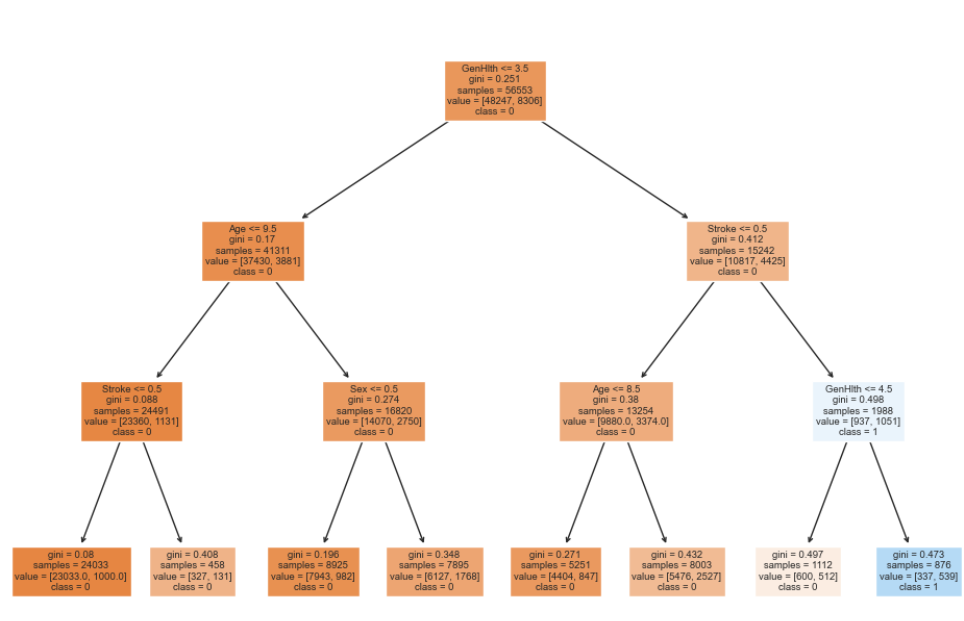 GenHlth <= 3.5
gini = 0.251
samples = 56553
value = [48247, 8306]
class = 0
Age <= 9.5
gini = 0.17
samples = 41311
value = [37430, 3881]
class = 0
Stroke <= 0.5
gini = 0.412
samples = 15242
value = [10817, 4425]
class = 0
Stroke <= 0.5
gini = 0.088
samples = 24491
value = [23360, 1131]
class = 0
Sex <= 0.5
gini = 0.274
samples = 16820
value = [14070, 2750]
class = 0
Age <= 8.5
gini = 0.38
samples = 13254
value = [9880.0, 3374.0]
class = 0
GenHlth <= 4.5
gini = 0.498
samples = 1988
value = [937, 1051]
class = 1
gini = 0.08
samples = 24033
value = [23033.0, 1000.0]
class = 0
gini = 0.408
samples = 458
value = [327, 131]
class = 0
gini = 0.196
samples = 8925
value = [7943, 982]
class = 0
gini = 0.348
samples = 7895
value = [6127, 1768]
class = 0
gini = 0.271
samples = 5251
value = [4404, 847]
class = 0
gini = 0.432
samples = 8003
value = [5476, 2527]
class = 0
gini = 0.497
samples = 1112
value = [600, 512]
class = 0
gini = 0.473
samples = 876
value = [337, 539]
class = 1